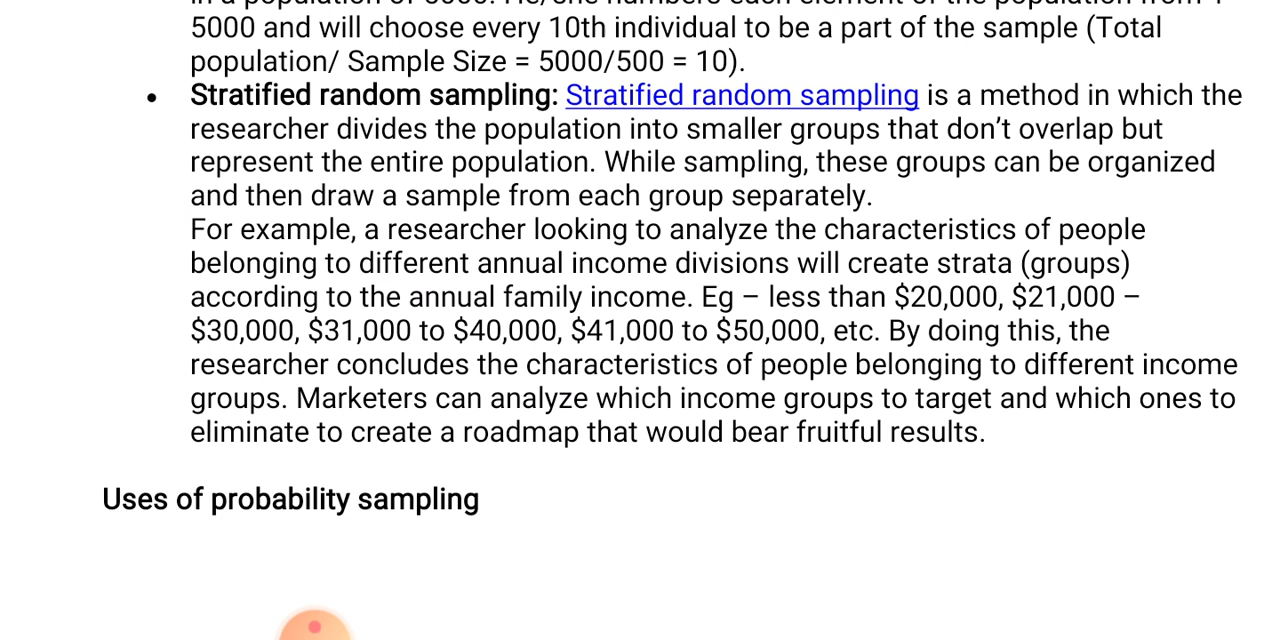 5000 and will choose every 10th individual to be a part of the sample (Total
population/ Sample Size = 5000/500 = 10).
• Stratified random sampling: Stratified random sampling is a method in which the
researcher divides the population into smaller groups that don’t overlap but
represent the entire population. While sampling, these groups can be organized
and then draw a sample from each group separately.
For example, a researcher looking to analyze the characteristics of people
belonging to different annual income divisions will create strata (groups)
according to the annual family income. Eg – less than $20,000, $21,000 –
$30,000, $31,000 to $40,000, $41,000 to $50,000, etc. By doing this, the
researcher concludes the characteristics of people belonging to different income
groups. Marketers can analyze which income groups to target and which ones to
eliminate to create a roadmap that would bear fruitful results.
Uses of probability sampling